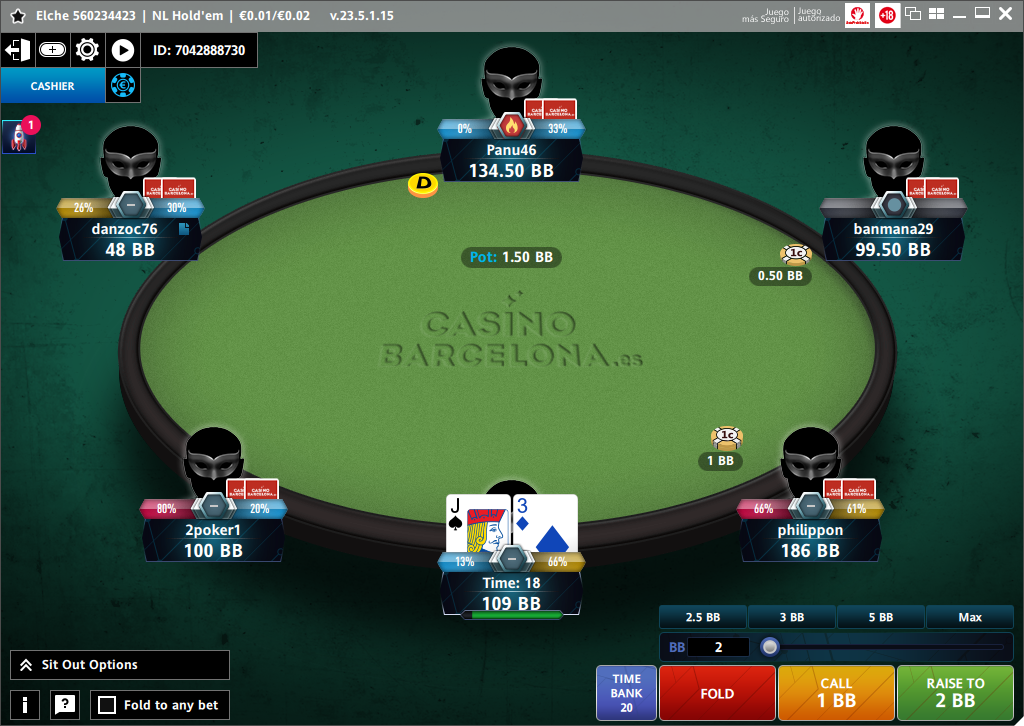 Elche 560234423 | NL Hold'em | €0.01/€0.02 v.23.5.1.15
Juego más Seguro
Juego autorizado
+18
ID: 7042888730
CASHIER
1
0% 33%
Panu46
134.50 BB
D
26% 30%
danzoc76
48 BB
banmana29
99.50 BB
Pot: 1.50 BB
1c
0.50 BB
CASINO
BARCELONA.es
1c
1 BB
80% 20%
2poker1
100 BB
J 3
13% 66%
Time: 18
109 BB
66% 61%
philippon
186 BB
2.5 BB 3 BB 5 BB Max
BB 2
Sit Out Options
Fold to any bet
TIME BANK 20
FOLD
CALL 1 BB
RAISE TO 2 BB